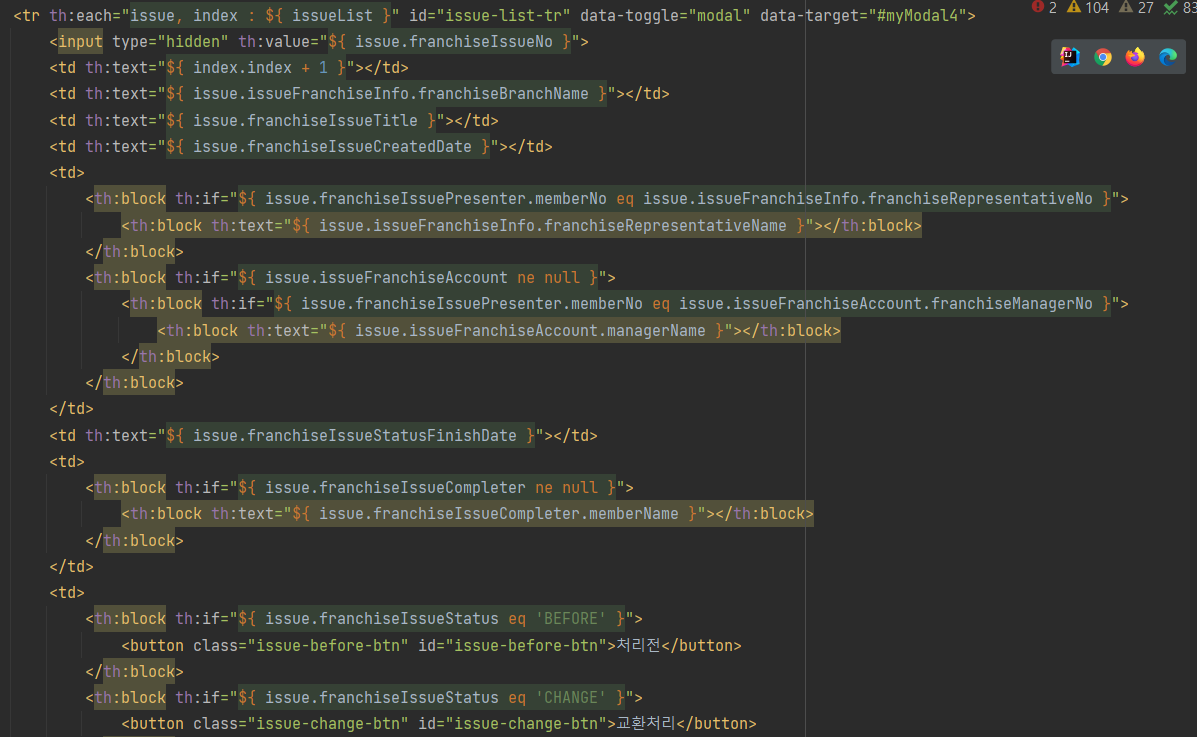 <tr th:each="issue, index : ${ issueList }" id="issue-list-tr" data-toggle="modal" data-target="#myModal4">
2 104 27 83
<input type="hidden" th:value="${ issue.franchiseIssueNo }">
<td th:text="${ index.index + 1 }"></td>
<td th:text="${ issue.issueFranchiseInfo.franchiseBranchName }"></td>
<td th:text="${ issue.franchiseIssueTitle }"></td>
<td th:text="${ issue.franchiseIssueCreatedDate }"></td>
<td>
<th:block th:if="${ issue.franchiseIssuePresenter.memberNo eq issue.issueFranchiseInfo.franchiseRepresentativeNo }">
<th:block th:text="${ issue.issueFranchiseInfo.franchiseRepresentativeName }"></th:block>
</th:block>
<th:block th:if="${ issue.issueFranchiseAccount ne null }">
<th:block th:if="${ issue.franchiseIssuePresenter.memberNo eq issue.issueFranchiseAccount.franchiseManagerNo }">
<th:block th:text="${ issue.issueFranchiseAccount.managerName }"></th:block>
</th:block>
</th:block>
</td>
<td th:text="${ issue.franchiseIssueStatusFinishDate }"></td>
<td>
<th:block th:if="${ issue.franchiseIssueCompleter ne null }">
<th:block th:text="${ issue.franchiseIssueCompleter.memberName }"></th:block>
</th:block>
</td>
<td>
<th:block th:if="${ issue.franchiseIssueStatus eq 'BEFORE' }">
<button class="issue-before-btn" id="issue-before-btn">처리전</button>
</th:block>
<th:block th:if="${ issue.franchiseIssueStatus eq 'CHANGE' }">
<button class="issue-change-btn" id="issue-change-btn">교환처리</button>